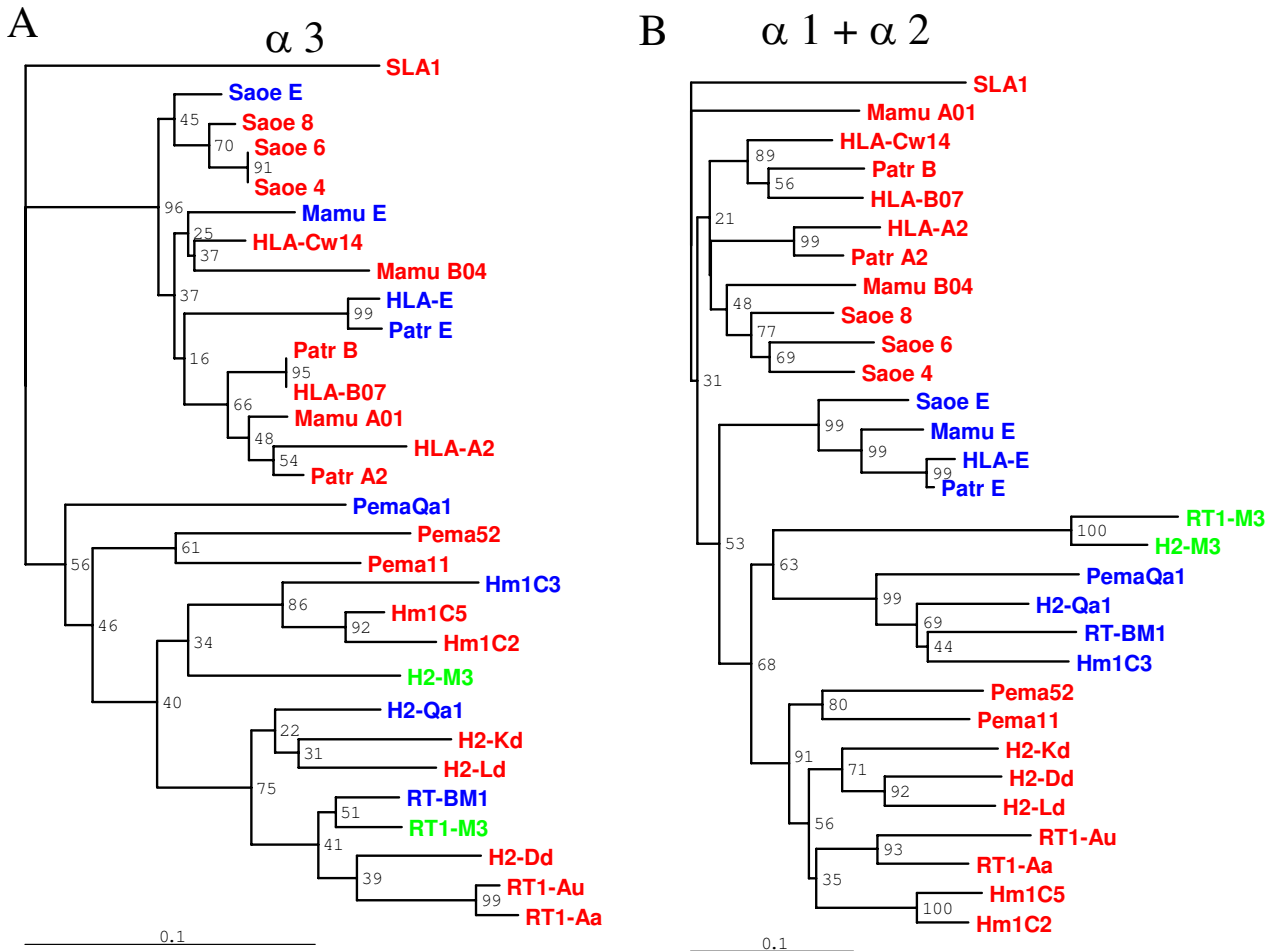 A
α 3
SLA1
Saoe E
45
Saoe 8
70
Saoe 6
91
Saoe 4
96
Mamu E
25
HLA-Cw14
37
Mamu B04
37
HLA-E
99
Patr E
16
Patr B
95
HLA-B07
66
Mamu A01
48
HLA-A2
54
Patr A2
PemaQa1
56
Pema52
61
Pema11
46
Hm1C3
86
Hm1C5
92
Hm1C2
34
H2-M3
40
H2-Qa1
22
H2-Kd
31
H2-Ld
75
RT-BM1
51
RT1-M3
41
H2-Dd
39
RT1-Au
99
RT1-Aa
0.1
B
α 1 + α 2
SLA1
Mamu A01
HLA-Cw14
89
Patr B
56
HLA-B07
21
HLA-A2
99
Patr A2
Mamu B04
48
Saoe 8
77
Saoe 6
69
Saoe 4
31
Saoe E
99
Mamu E
99
HLA-E
99
Patr E
53
RT1-M3
100
H2-M3
63
PemaQa1
99
H2-Qa1
69
RT-BM1
44
Hm1C3
68
Pema52
80
Pema11
91
H2-Kd
71
H2-Dd
92
H2-Ld
56
RT1-Au
93
RT1-Aa
35
Hm1C5
100
Hm1C2
0.1